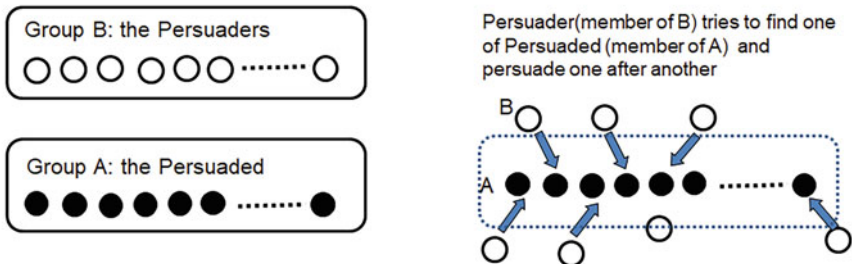 Group B: the Persuaders
Group A: the Persuaded
Persuader(member of B) tries to find one
of Persuaded (member of A) and
persuade one after another
B
A